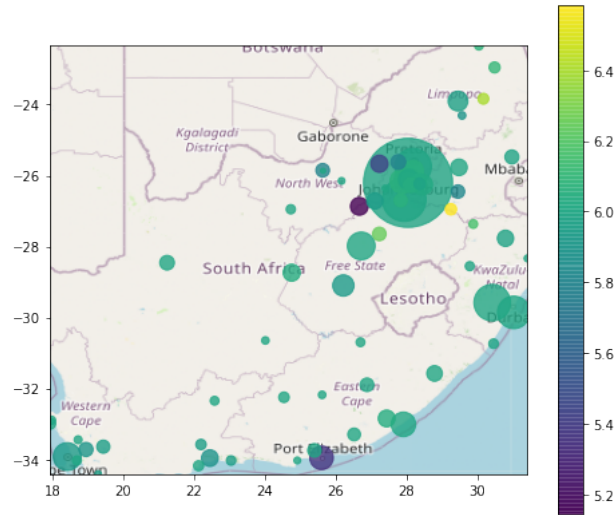 Botswana
6.4
−24
Limpopo
Gaborone
Kgalagadi
District
Pretoria
6.2
−26
North West
Mbaba
6.0
−28
South Africa
Free State
KwaZulu
Natal
Lesotho
5.8
−30
Durba
5.6
−32
Eastern
Cape
Western
Cape
5.4
Port Elizabeth
−34
pe Town
18
20
22
24
26
28
30
5.2